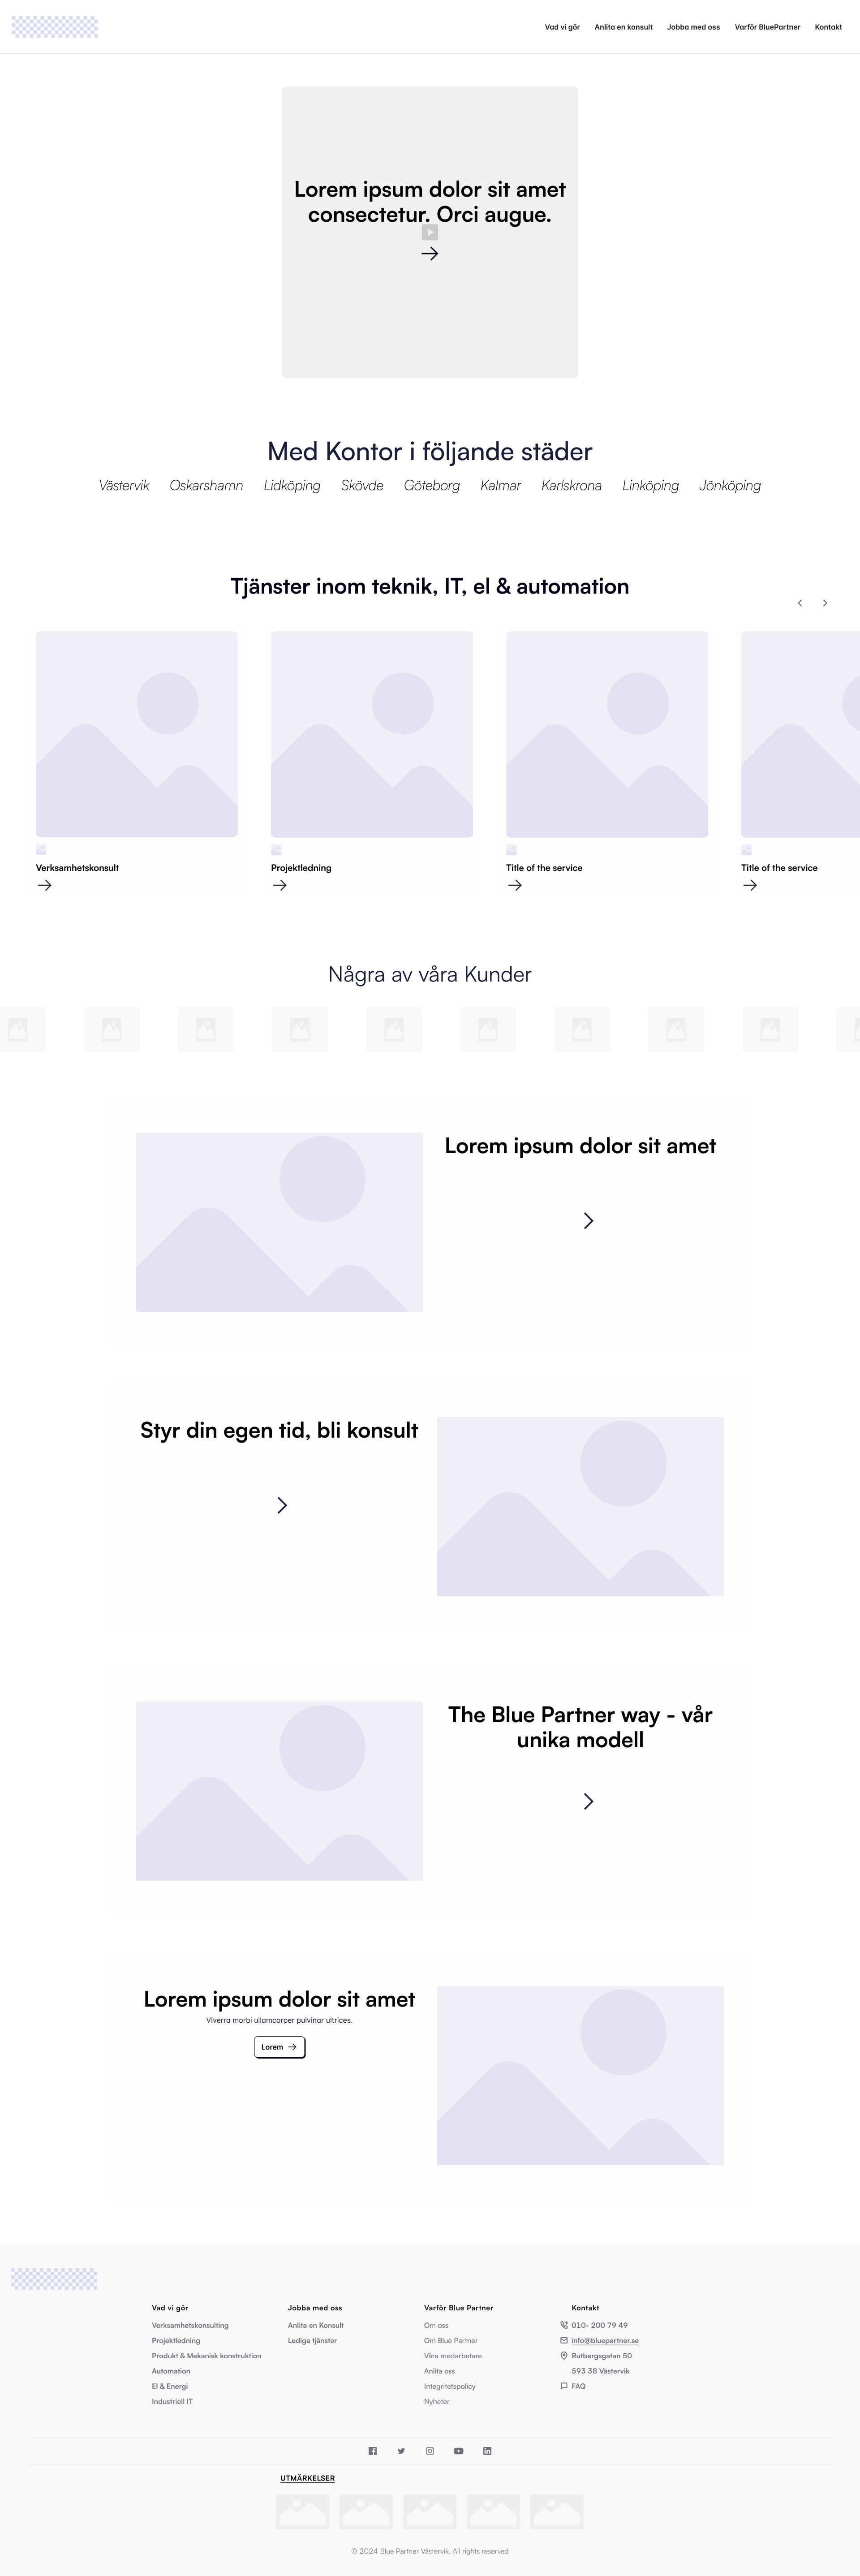 Vad vi gör
Anlita en konsult
Jobba med oss
Varför BluePartner
Kontakt
Lorem ipsum dolor sit amet
consectetur. Orci augue.
Med Kontor i följande städer
Västervik Oskarshamn Lidköping Skövde Göteborg Kalmar Karlskrona Linköping Jönköping
Tjänster inom teknik, IT, el & automation
Verksamhetskonsult
Projektledning
Title of the service
Title of the service
Några av våra Kunder
Lorem ipsum dolor sit amet
Styr din egen tid, bli konsult
The Blue Partner way - vår
unika modell
Lorem ipsum dolor sit amet
Viverra morbi ullamcorper pulvinar ultrices.
Lorem
Vad vi gör
Verksamhetskonsulting
Projektledning
Produkt & Mekanisk konstruktion
Automation
El & Energi
Industriell IT
Jobba med oss
Anlita en Konsult
Lediga tjänster
Varför Blue Partner
Om oss
Om Blue Partner
Våra medarbetare
Anlita oss
Integritetspolicy
Nyheter
Kontakt
010- 200 79 49
info@bluepartner.se
Rutbergsgatan 50
593 38 Västervik
FAQ
UTMÄRKELSER
© 2024 Blue Partner Västervik. All rights reserved